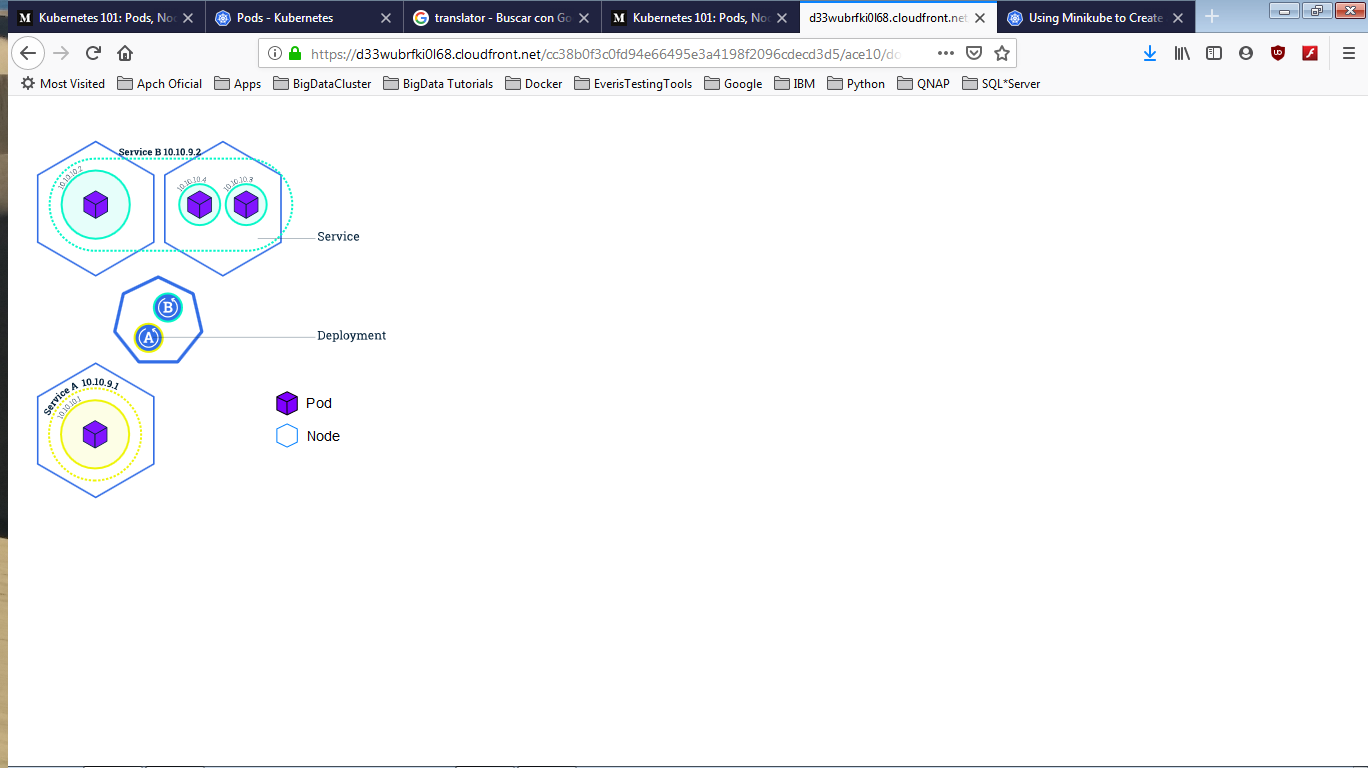 Kubernetes 101: Pods, Noc
Pods - Kubernetes
translator - Buscar con Go
Kubernetes 101: Pods, Noc
d33wubrfki0l68.cloudfront.net
Using Minikube to Create
https://d33wubrfki0l68.cloudfront.net/cc38b0f3c0fd94e66495e3a4198f2096cdecd3d5/ace10/do
Most Visited
Apch Oficial
Apps
BigDataCluster
BigData Tutorials
Docker
EverisTestingTools
Google
IBM
Python
QNAP
SQL*Server
Service B 10.10.9.2
10.10.10.2
10.10.10.4
10.10.10.3
Service
B
A
Deployment
Service A 10.10.9.1
10.10.10.1
Pod
Node